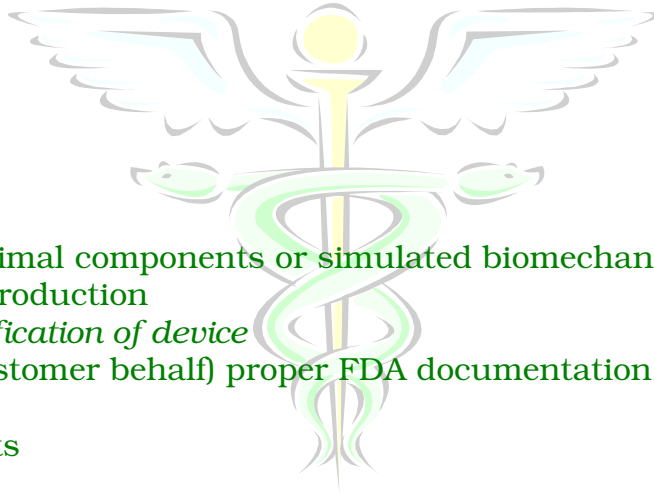 imal components or simulated biomechan
roduction
fication of device
stomer behalf) proper FDA documentation
ts